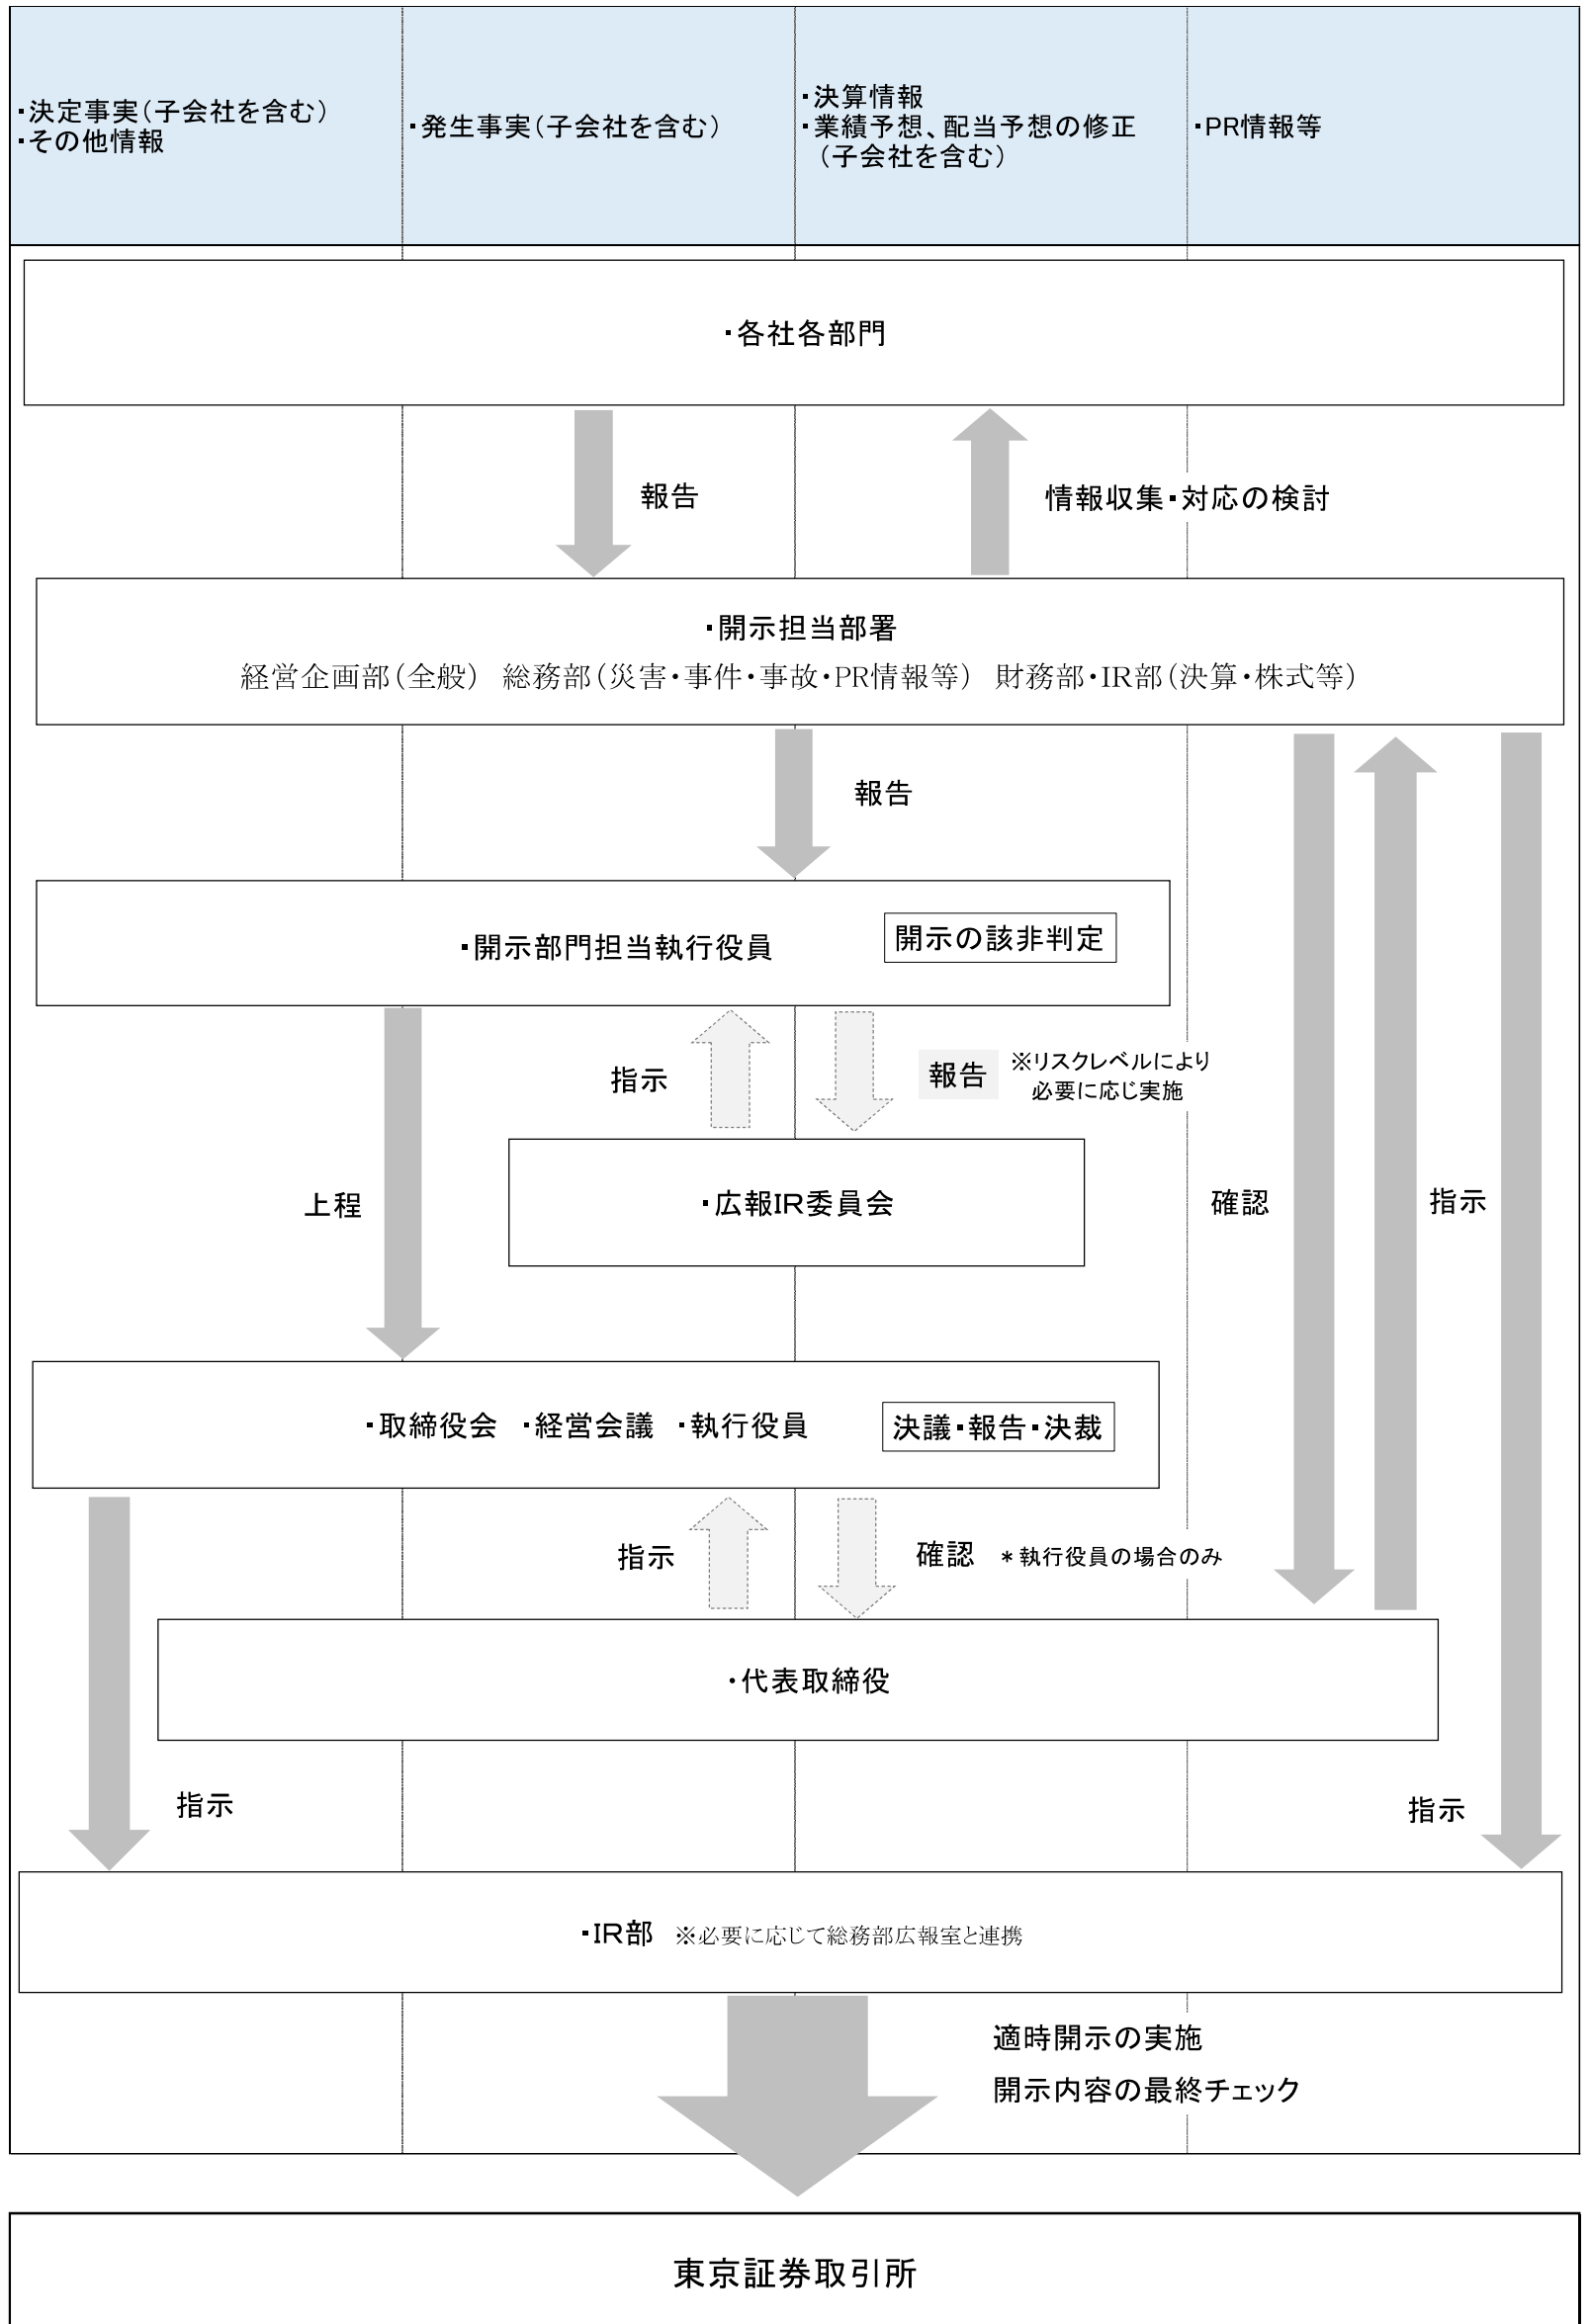 ・決定事実（子会社を含む）
・その他情報
・発生事実（子会社を含む）
・決算情報
・業績予想、配当予想の修正
（子会社を含む）
・PR情報等
・各社各部門
報告
情報収集・対応の検討
・開示担当部署
経営企画部（全般）　総務部（災害・事件・事故・PR情報等）　財務部・IR部（決算・株式等）
報告
・開示部門担当執行役員
開示の該非判定
指示
報告
※リスクレベルにより
必要に応じ実施
上程
・広報IR委員会
確認
指示
・取締役会　・経営会議　・執行役員
決議・報告・決裁
指示
確認　＊執行役員の場合のみ
・代表取締役
指示
指示
・IR部　※必要に応じて総務部広報室と連携
適時開示の実施
開示内容の最終チェック
東京証券取引所